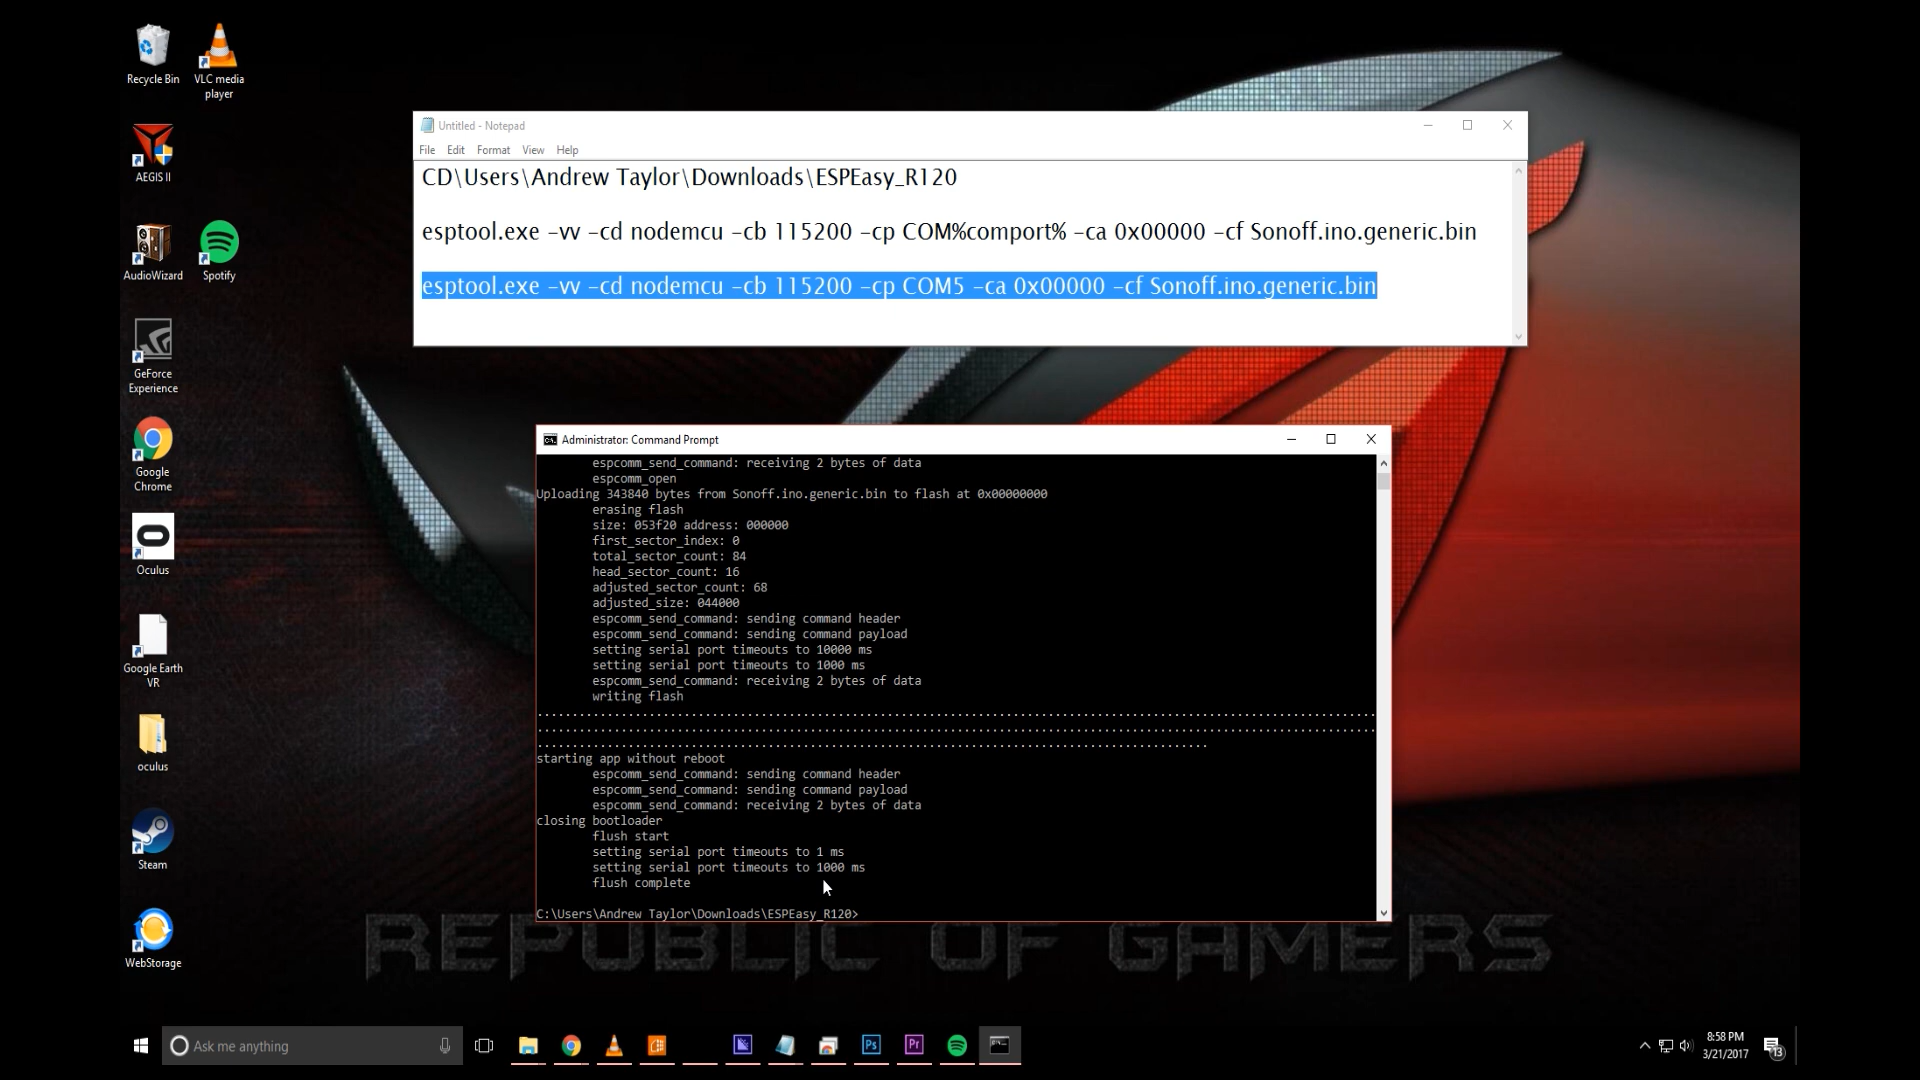 Recycle Bin
VLC media
player
AEGIS II
AudioWizard
Spotify
GeForce
Experience
Google
Chrome
Oculus
Google Earth
VR
oculus
Steam
WebStorage
Untitled - Notepad
File Edit Format View Help
CD\Users\Andrew Taylor\Downloads\ESPEasy_R120
esptool.exe -vv -cd nodemcu -cb 115200 -cp COM%comport% -ca 0x00000 -cf Sonoff.ino.generic.bin
esptool.exe -vv -cd nodemcu -cb 115200 -cp COM5 -ca 0x00000 -cf Sonoff.ino.generic.bin
Administrator: Command Prompt
espcomm_send_command: receiving 2 bytes of data
espcomm_open
Uploading 343840 bytes from Sonoff.ino.generic.bin to flash at 0x00000000
erasing flash
size: 053f20 address: 000000
first_sector_index: 0
total_sector_count: 84
head_sector_count: 16
adjusted_sector_count: 68
adjusted_size: 044000
espcomm_send_command: sending command header
espcomm_send_command: sending command payload
setting serial port timeouts to 10000 ms
setting serial port timeouts to 1000 ms
espcomm_send_command: receiving 2 bytes of data
writing flash
starting app without reboot
espcomm_send_command: sending command header
espcomm_send_command: sending command payload
espcomm_send_command: receiving 2 bytes of data
closing bootloader
flush start
setting serial port timeouts to 1 ms
setting serial port timeouts to 1000 ms
flush complete
C:\Users\Andrew Taylor\Downloads\ESPEasy_R120>
REPUBLIC OF GAMERS
Ask me anything
Ps
Pr
8:58 PM
3/21/2017
13